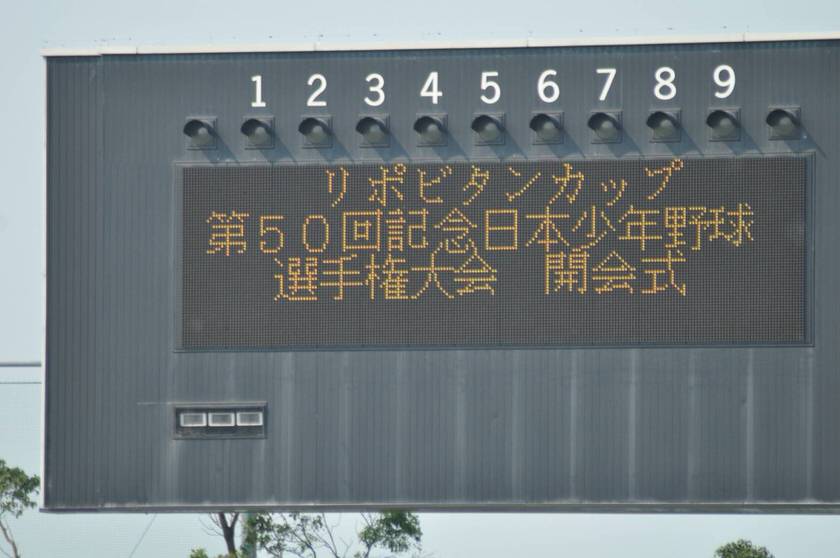 1 2 3 4 5 6 7 8 9
リポビタンカップ
第５０回記念日本少年野球
選手権大会　開会式